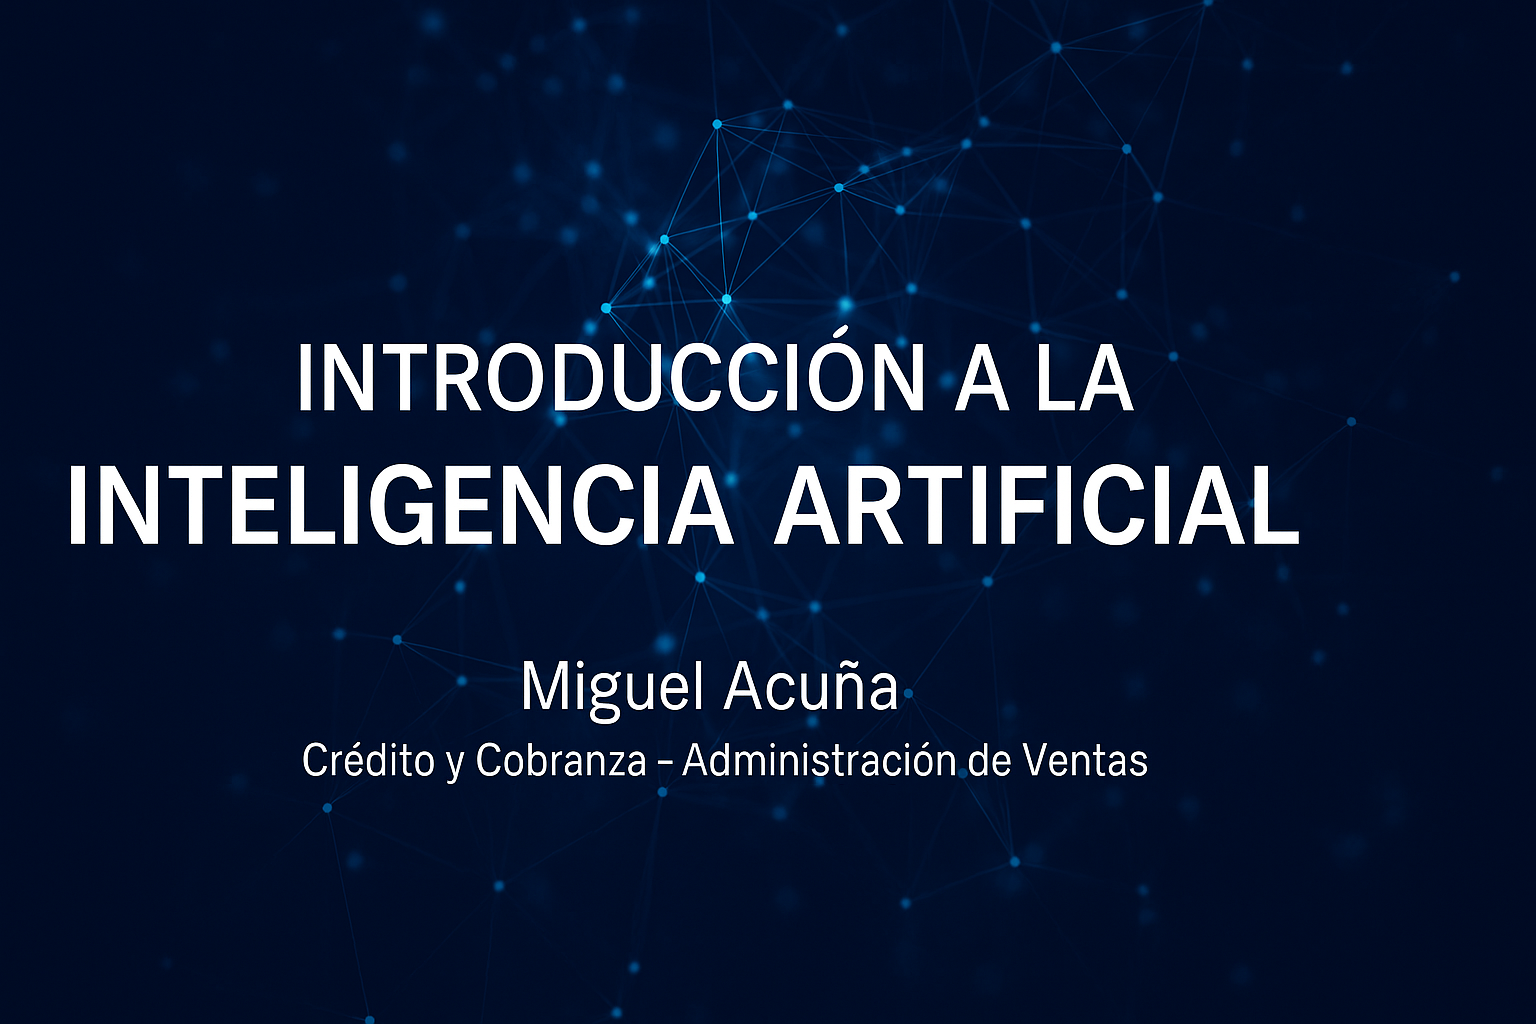 INTRODUCCIÓN A LA
INTELIGENCIA ARTIFICIAL
Miguel Acuña
Crédito y Cobranza – Administración de Ventas